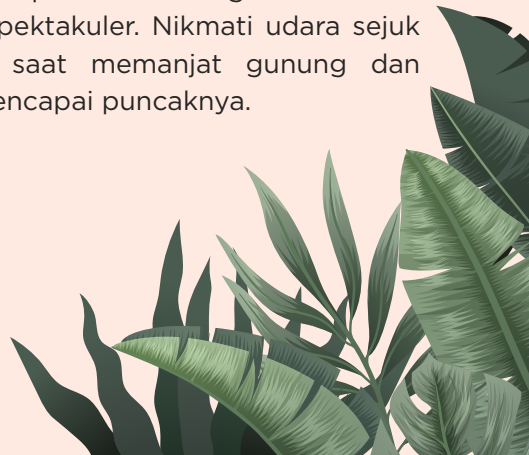 pektakuler. Nikmati udara sejuk
saat memanjat gunung dan
encapai puncaknya.